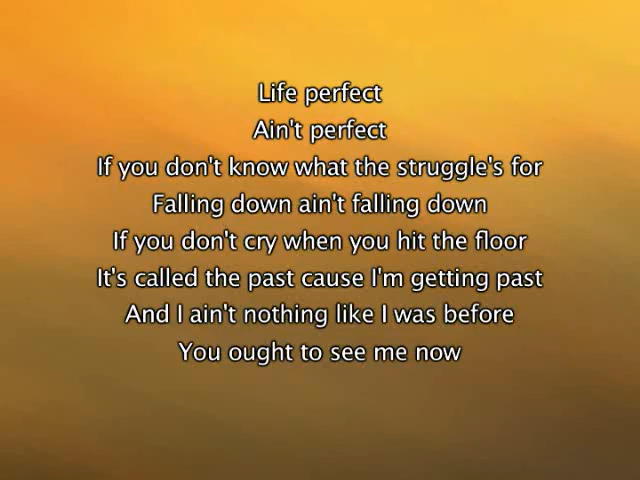 Life perfect
Ain't perfect
If you don't know what the struggle's for
Falling down ain't falling down
If you don't cry when you hit the floor
It's called the past cause I'm getting past
And I ain't nothing like I was before
You ought to see me now